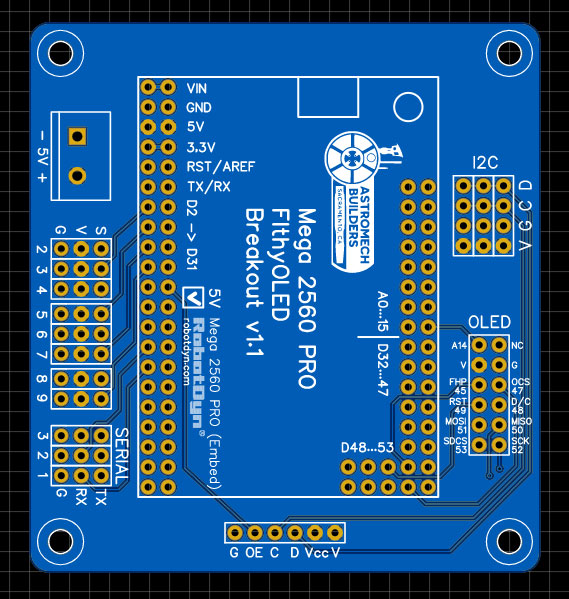 VIN
GND
5V
3.3V
RST/AREF
TX/RX
D2 -> D31
- 5V +
G V S
2
3
4
5
6
7
8
9
3
2
1
SERIAL
G RX TX
ASTROMECH
BUILDERS
SACRAMENTO, CA
Mega 2560 PRO
FlthyOLED
Breakout v1.1
5V Mega 2560 PRO (Embed)
RobotDyn®
robotdyn.com
A0...15 D32...47
D48...53
I2C
D
C
G
V
OLED
A14 NC
V G
FHP 45 OCS 47
RST 49 D/C 48
MOSI 51 MISO 50
SDCS 53 SCK 52
G OE C D Vcc V